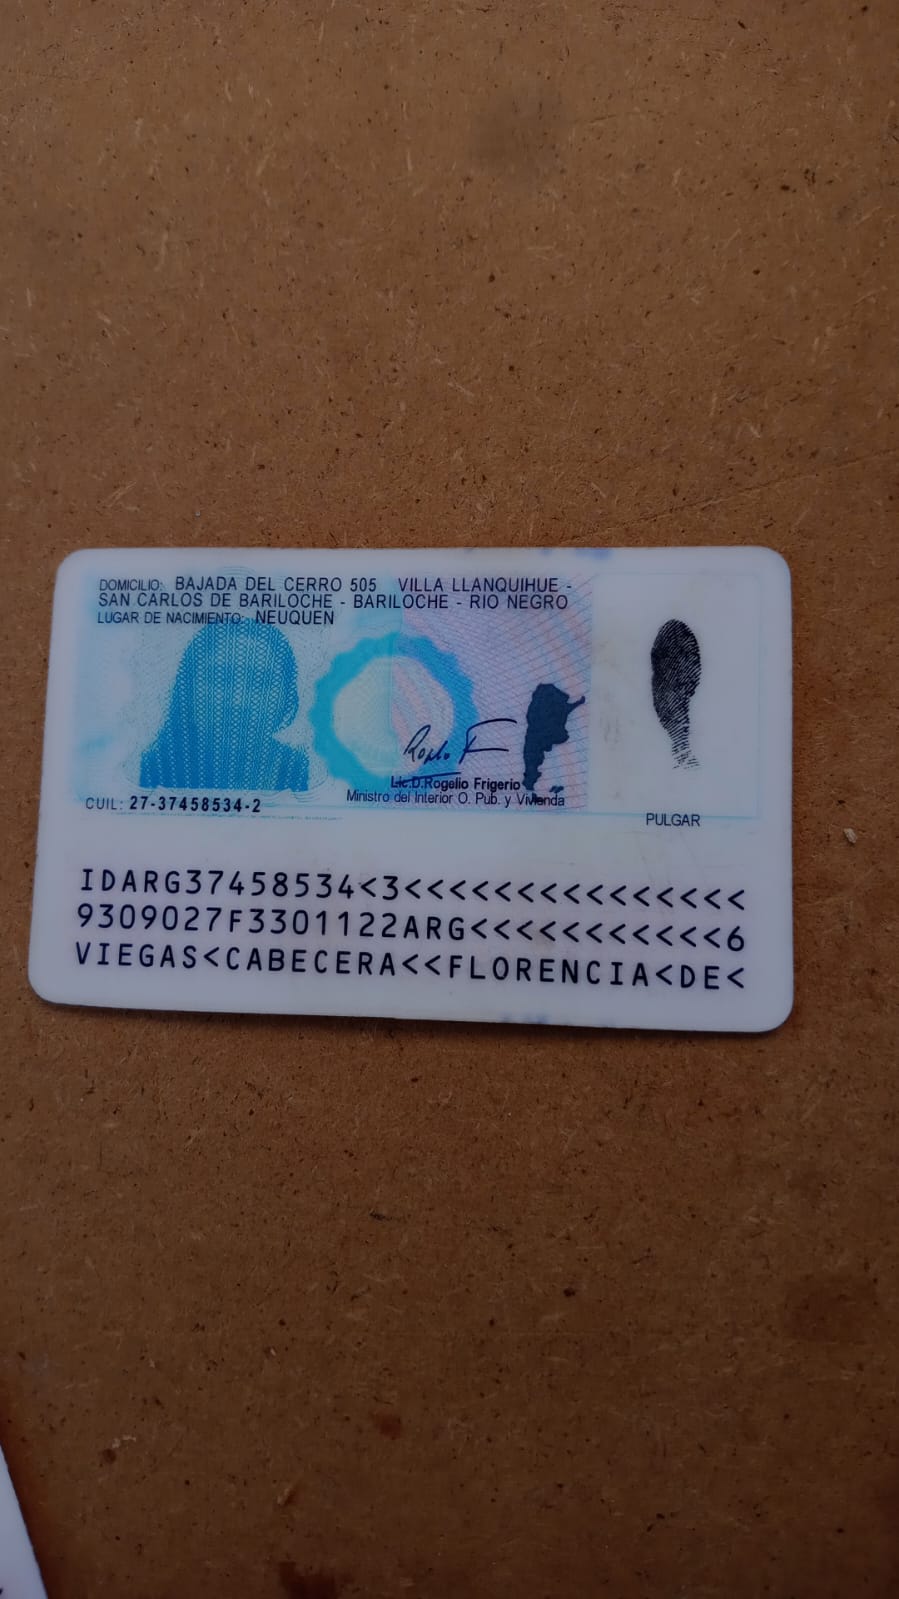 DOMICILIO: BAJADA DEL CERRO 505 VILLA LLANQUIHUE -
SAN CARLOS DE BARILOCHE - BARILOCHE - RIO NEGRO
LUGAR DE NACIMIENTO: NEUQUEN
Lic.D.Rogelio Frigerio
Ministro del Interior O. Pub. y Vivienda
CUIL: 27-37458534-2
PULGAR
IDARG37458534<3<<<<<<<<<<<<<<<
9309027F3301122ARG<<<<<<<<<<<6
VIEGAS<CABECERA<<FLORENCIA<DE<